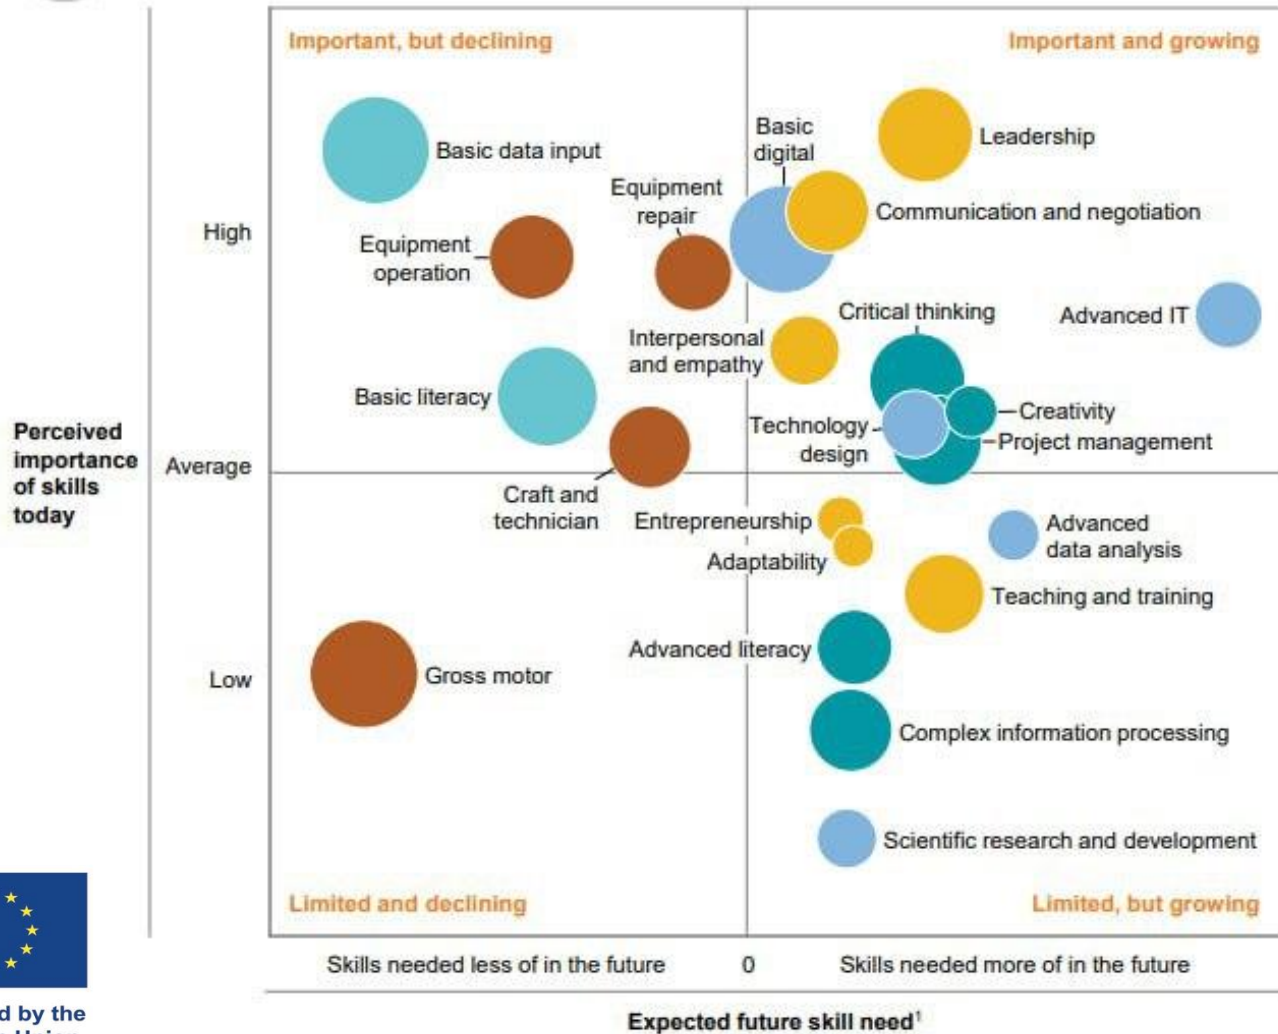 Important, but declining
Important and growing
Basic
digital
Leadership
Basic data input
Equipment
repair
Communication and negotiation
High
Equipment
operation
Critical thinking
Advanced IT
Interpersonal
and empathy
Basic literacy
Creativity
Technology
design
Project management
Perceived
importance
of skills
today
Average
Craft and
technician
Entrepreneurship
Advanced
data analysis
Adaptability
Teaching and training
Advanced literacy
Low
Gross motor
Complex information processing
Scientific research and development
Limited and declining
Limited, but growing
Skills needed less of in the future
0
Skills needed more of in the future
d by the
Expected future skill need¹